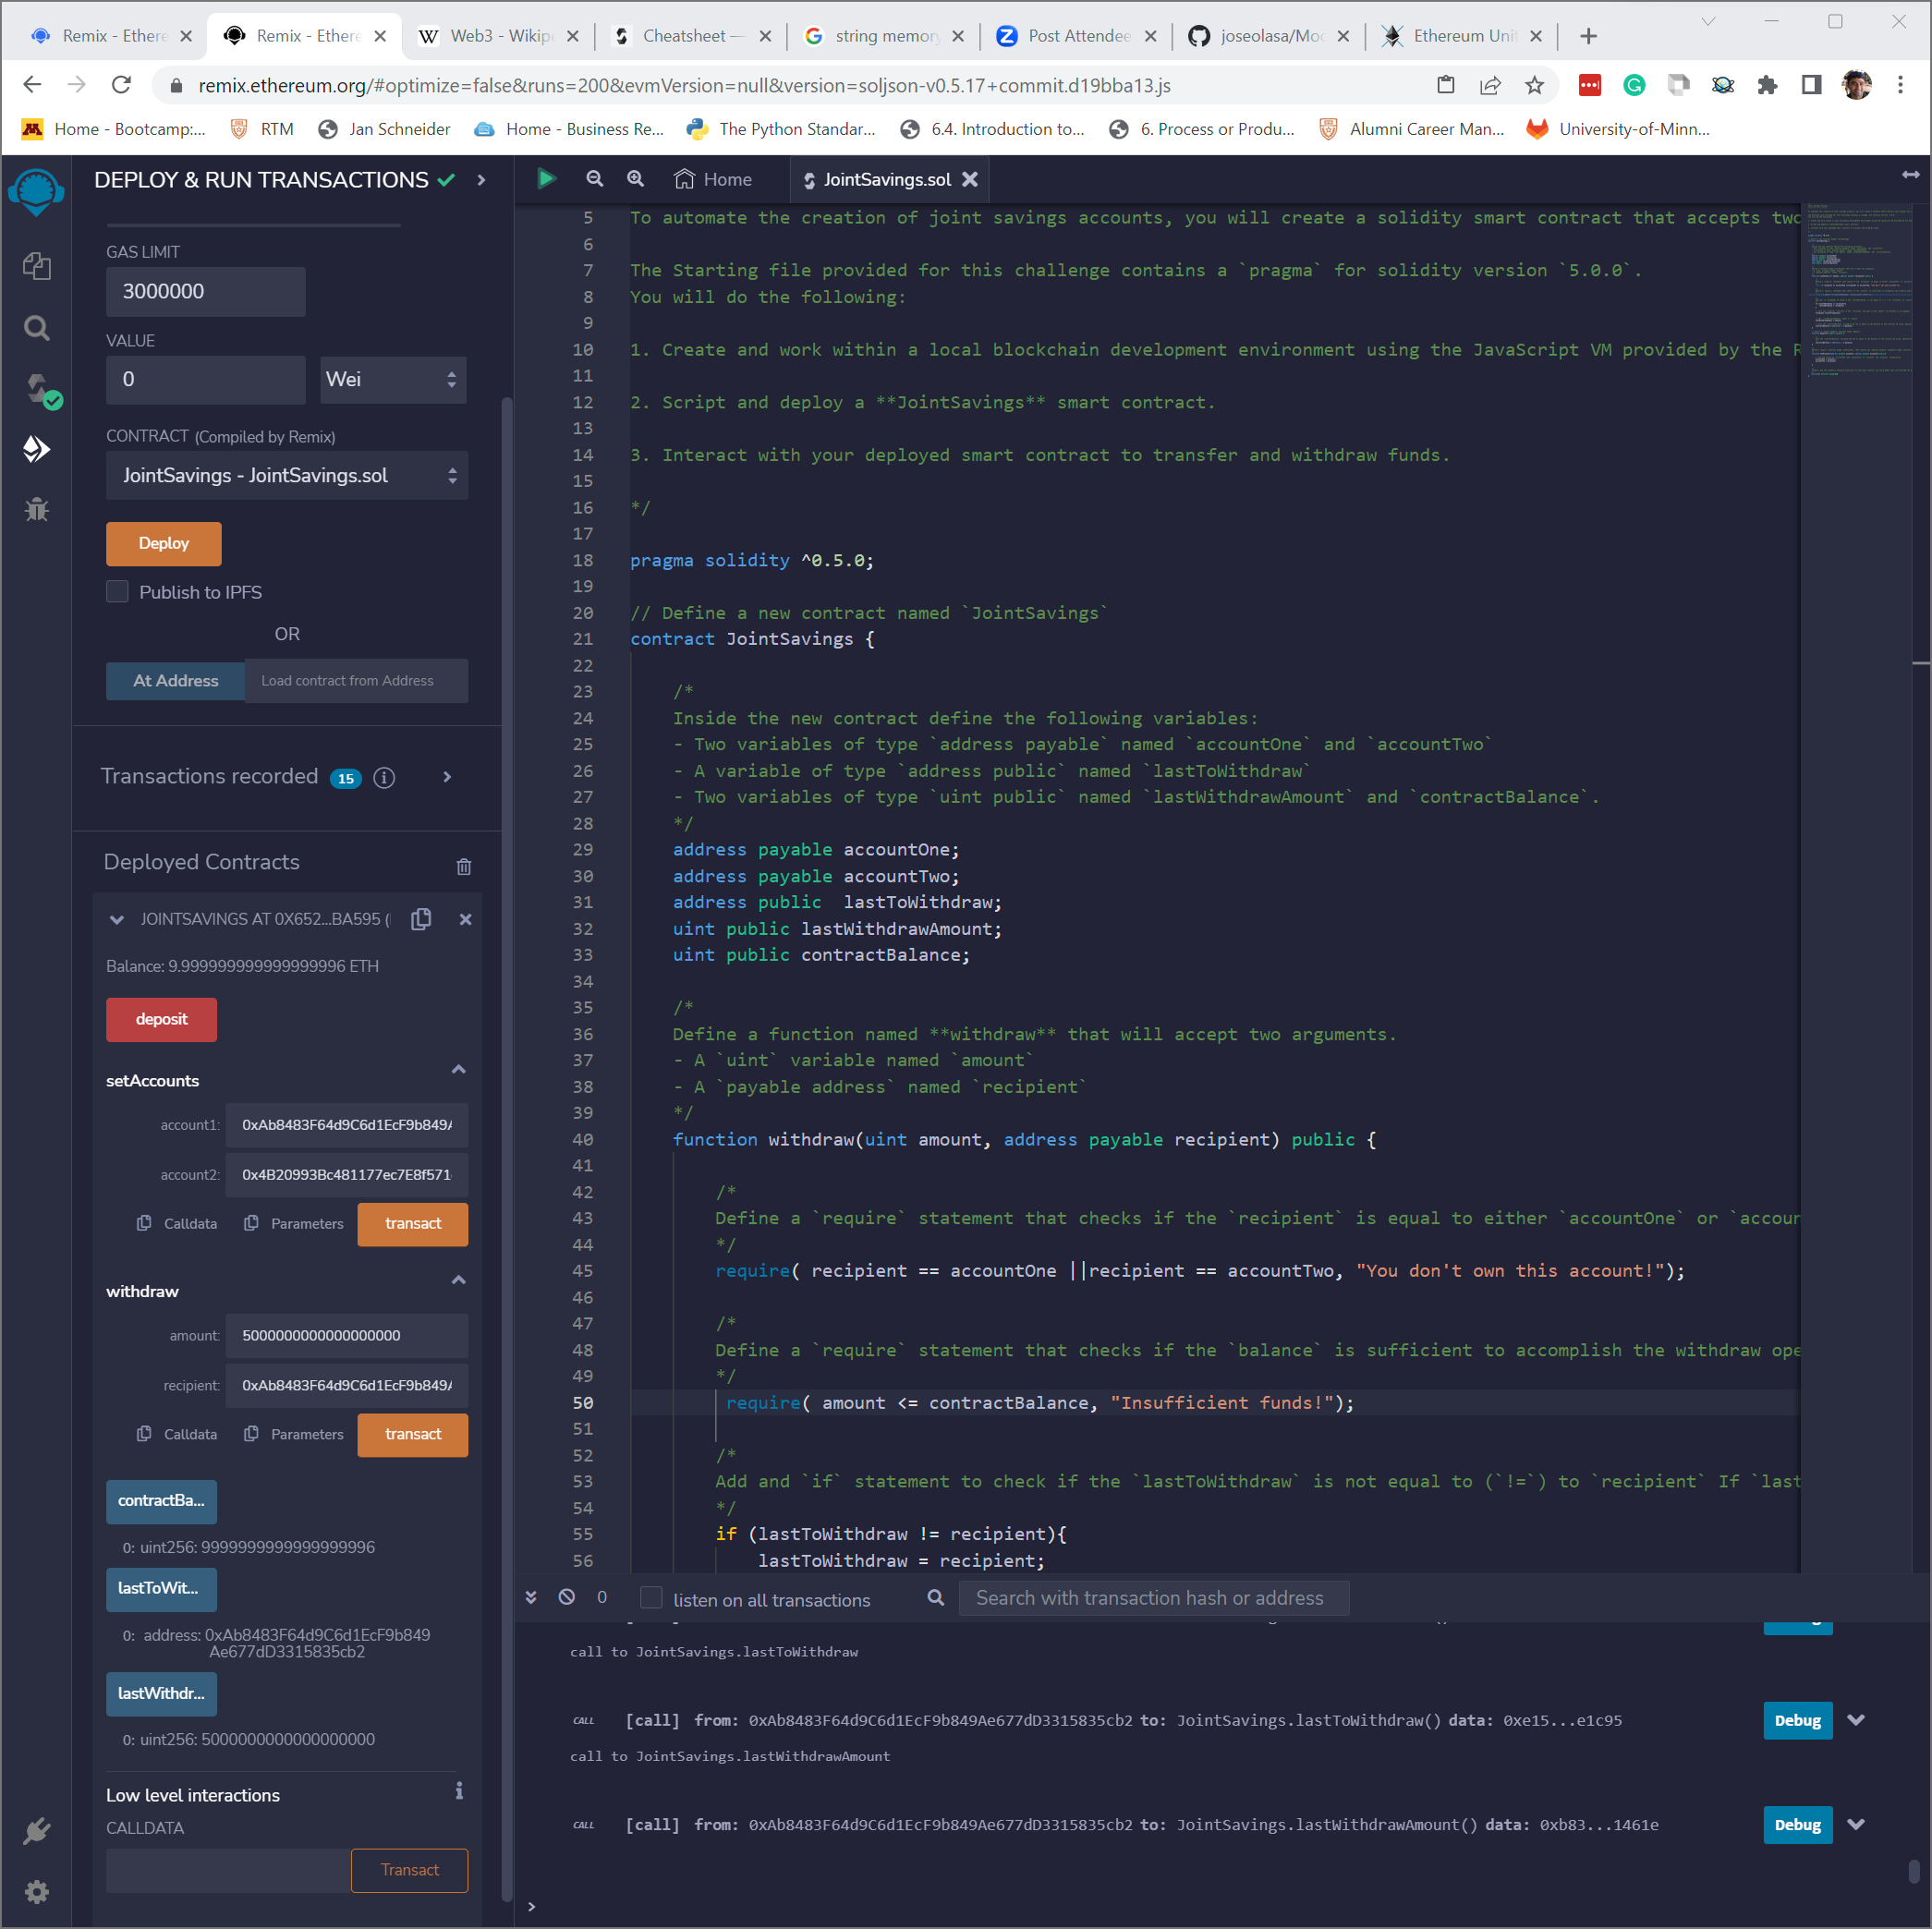 Remix - Ethere
Remix - Ethere
Web3 - Wikipe
Cheatsheet —
string memory
Post Attendee
joseolasa/Moc
Ethereum Unit
remix.ethereum.org/#optimize=false&runs=200&evmVersion=null&version=soljson-v0.5.17+commit.d19bba13.js
Home - Bootcamp:...
RTM
Jan Schneider
Home - Business Re...
The Python Standar...
6.4. Introduction to...
6. Process or Produ...
Alumni Career Man...
University-of-Minn...
DEPLOY & RUN TRANSACTIONS
GAS LIMIT
3000000
VALUE
0
Wei
CONTRACT (Compiled by Remix)
JointSavings - JointSavings.sol
Deploy
Publish to IPFS
OR
At Address
Load contract from Address
Transactions recorded 15
Deployed Contracts
JOINTSAVINGS AT 0X652...BA595 (
Balance: 9.999999999999999996 ETH
deposit
setAccounts
account1: 0xAb8483F64d9C6d1EcF9b849A
account2: 0x4B20993Bc481177ec7E8f571
Calldata Parameters transact
withdraw
amount: 5000000000000000000
recipient: 0xAb8483F64d9C6d1EcF9b849A
Calldata Parameters transact
contractBa...
0: uint256: 9999999999999999996
lastToWit...
0: address: 0xAb8483F64d9C6d1EcF9b849
Ae677dD3315835cb2
lastWithdr...
0: uint256: 5000000000000000000
Low level interactions
CALLDATA
Transact
Home
JointSavings.sol
5 To automate the creation of joint savings accounts, you will create a solidity smart contract that accepts two
6
7 The Starting file provided for this challenge contains a `pragma` for solidity version `5.0.0`.
8 You will do the following:
9
10 1. Create and work within a local blockchain development environment using the JavaScript VM provided by the R
11
12 2. Script and deploy a **JointSavings** smart contract.
13
14 3. Interact with your deployed smart contract to transfer and withdraw funds.
15
16 */
17
18 pragma solidity ^0.5.0;
19
20 // Define a new contract named `JointSavings`
21 contract JointSavings {
22
23 /*
24 Inside the new contract define the following variables:
25 - Two variables of type `address payable` named `accountOne` and `accountTwo`
26 - A variable of type `address public` named `lastToWithdraw`
27 - Two variables of type `uint public` named `lastWithdrawAmount` and `contractBalance`.
28 */
29 address payable accountOne;
30 address payable accountTwo;
31 address public  lastToWithdraw;
32 uint public lastWithdrawAmount;
33 uint public contractBalance;
34
35 /*
36 Define a function named **withdraw** that will accept two arguments.
37 - A `uint` variable named `amount`
38 - A `payable address` named `recipient`
39 */
40 function withdraw(uint amount, address payable recipient) public {
41
42 /*
43 Define a `require` statement that checks if the `recipient` is equal to either `accountOne` or `accoun
44 */
45 require( recipient == accountOne ||recipient == accountTwo, "You don't own this account!");
46
47 /*
48 Define a `require` statement that checks if the `balance` is sufficient to accomplish the withdraw ope
49 */
50 require( amount <= contractBalance, "Insufficient funds!");
51
52 /*
53 Add and `if` statement to check if the `lastToWithdraw` is not equal to (`!=`) to `recipient` If `last
54 */
55 if (lastToWithdraw != recipient){
56 lastToWithdraw = recipient;
0
listen on all transactions
Search with transaction hash or address
call to JointSavings.lastToWithdraw
CALL [call] from: 0xAb8483F64d9C6d1EcF9b849Ae677dD3315835cb2 to: JointSavings.lastToWithdraw() data: 0xe15...e1c95
Debug
call to JointSavings.lastWithdrawAmount
CALL [call] from: 0xAb8483F64d9C6d1EcF9b849Ae677dD3315835cb2 to: JointSavings.lastWithdrawAmount() data: 0xb83...1461e
Debug
>